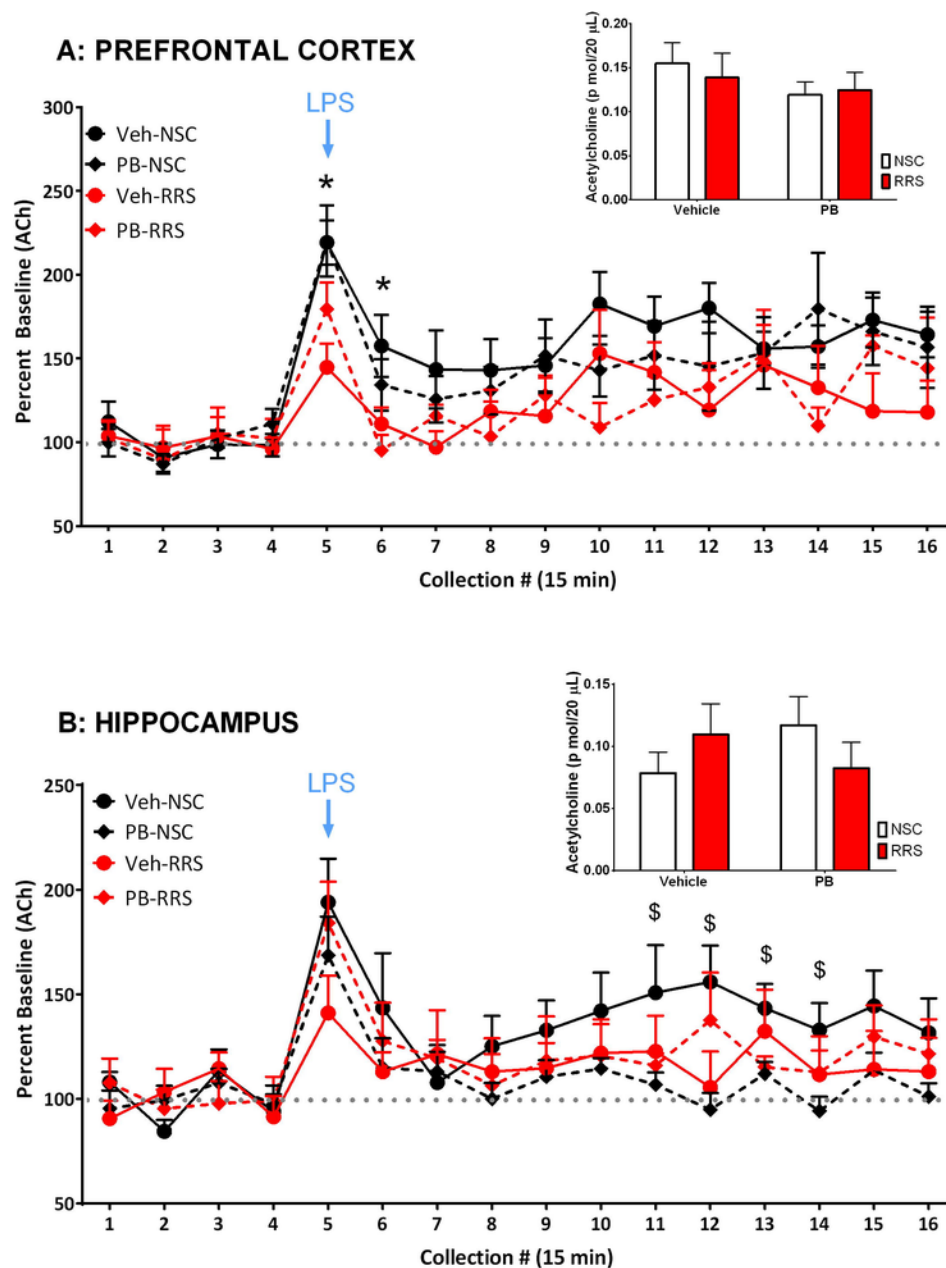 A: PREFRONTAL CORTEX
LPS
Veh-NSC
PB-NSC
Veh-RRS
PB-RRS
*
*
300
250
200
150
100
50
Percent Baseline (ACh)
1 2 3 4 5 6 7 8 9 10 11 12 13 14 15 16
Collection # (15 min)
0.20
0.15
0.10
0.05
0.00
Acetylcholine (p mol/20 μL)
Vehicle PB
NSC
RRS
B: HIPPOCAMPUS
LPS
Veh-NSC
PB-NSC
Veh-RRS
PB-RRS
$ $ $ $
250
200
150
100
50
Percent Baseline (ACh)
1 2 3 4 5 6 7 8 9 10 11 12 13 14 15 16
Collection # (15 min)
0.15
0.10
0.05
0.00
Acetylcholine (p mol/20 μL)
Vehicle PB
NSC
RRS